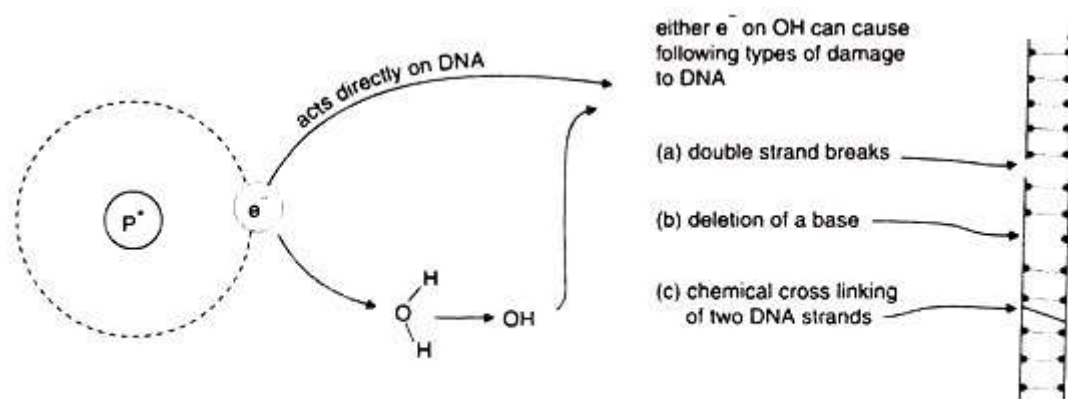 acts directly on DNA
P⁺
e⁻
H
O
H
OH
either e⁻ on OH can cause
following types of damage
to DNA
(a) double strand breaks
(b) deletion of a base
(c) chemical cross linking
of two DNA strands